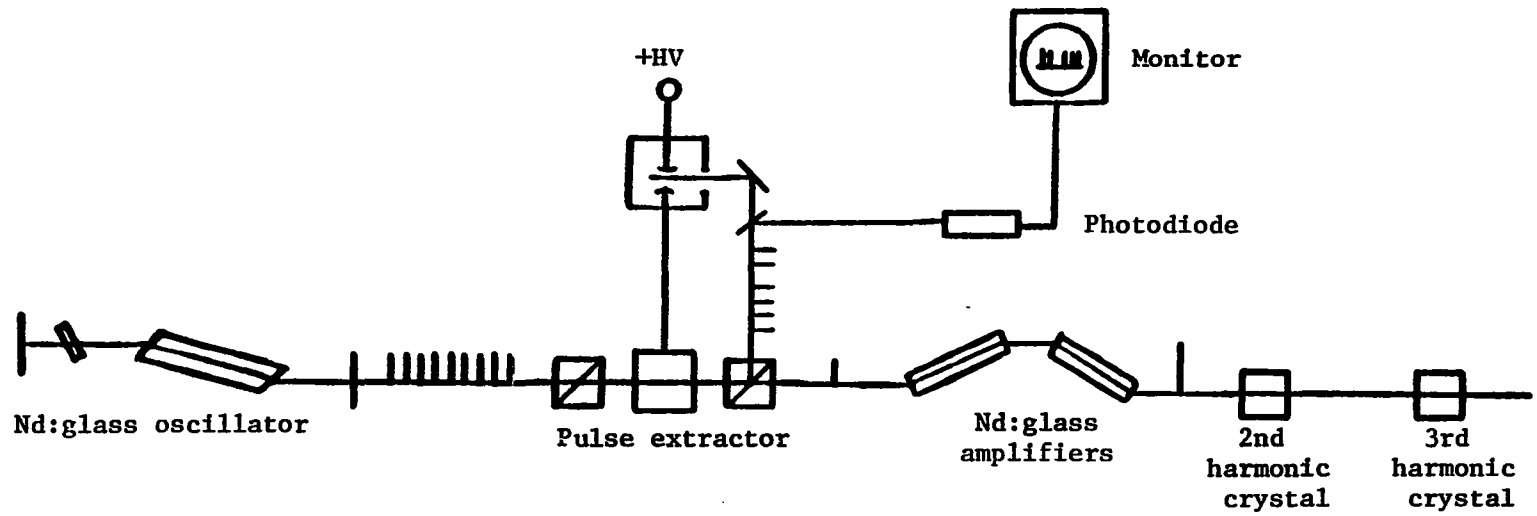 +HV
Monitor
Photodiode
Nd:glass oscillator
Pulse extractor
Nd:glass
amplifiers
2nd
harmonic
crystal
3rd
harmonic
crystal